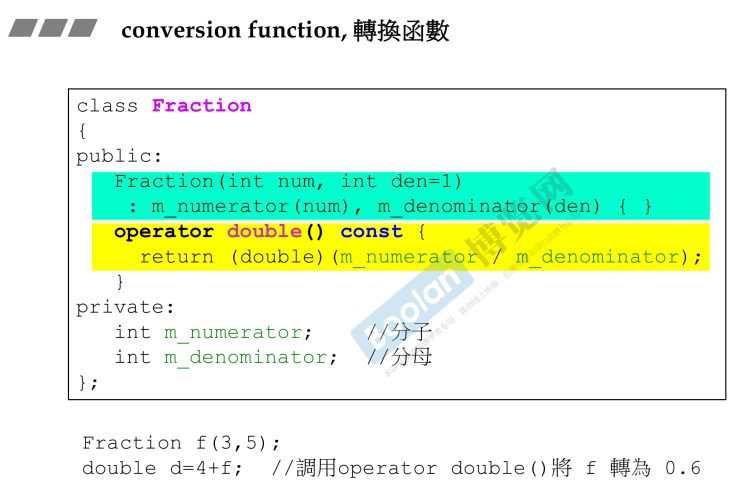 conversion function, 轉換函數
class Fraction
{
public:
   Fraction(int num, int den=1)
    : m_numerator(num), m_denominator(den) { }
   operator double() const {
     return (double)(m_numerator / m_denominator);
   }
private:
   int m_numerator;    //分子
   int m_denominator;  //分母
};
Boolan 博览网
Fraction f(3,5);
double d=4+f;  //調用operator double()將 f 轉為 0.6